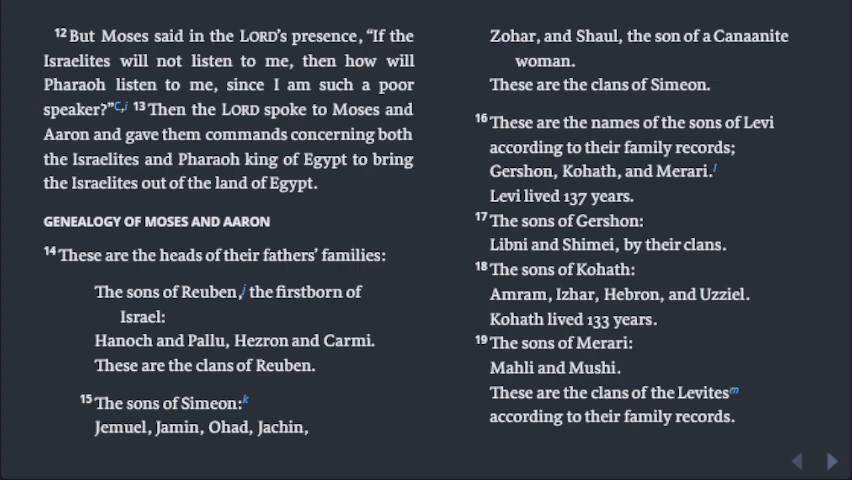 12 But Moses said in the LORD's presence, “If the
Israelites will not listen to me, then how will
Pharaoh listen to me, since I am such a poor
speaker?”C,i 13 Then the LORD spoke to Moses and
Aaron and gave them commands concerning both
the Israelites and Pharaoh king of Egypt to bring
the Israelites out of the land of Egypt.
GENEALOGY OF MOSES AND AARON
14 These are the heads of their fathers’ families:
The sons of Reuben,j the firstborn of
Israel:
Hanoch and Pallu, Hezron and Carmi.
These are the clans of Reuben.
15 The sons of Simeon:k
Jemuel, Jamin, Ohad, Jachin,
Zohar, and Shaul, the son of a Canaanite
woman.
These are the clans of Simeon.
16 These are the names of the sons of Levi
according to their family records;
Gershon, Kohath, and Merari.l
Levi lived 137 years.
17 The sons of Gershon:
Libni and Shimei, by their clans.
18 The sons of Kohath:
Amram, Izhar, Hebron, and Uzziel.
Kohath lived 133 years.
19 The sons of Merari:
Mahli and Mushi.
These are the clans of the Levitesm
according to their family records.